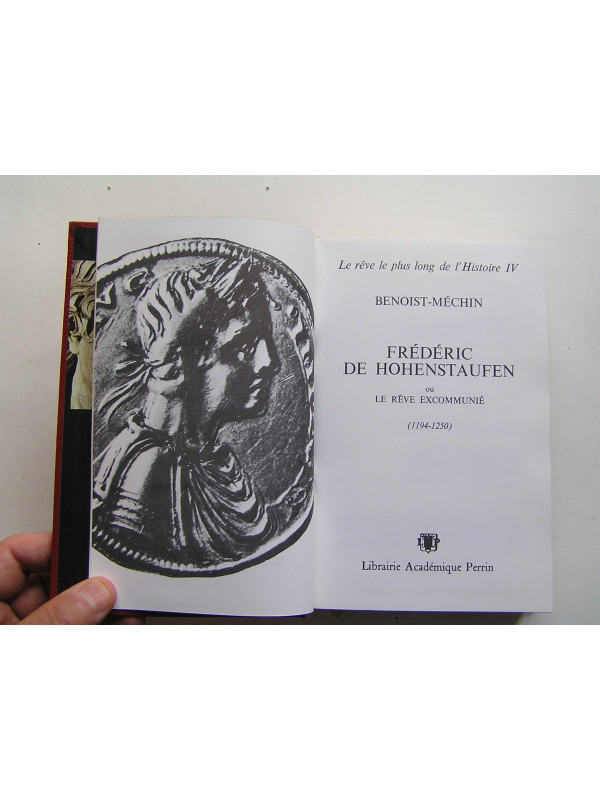 Le rêve le plus long de l'Histoire IV
BENOIST-MÉCHIN
FRÉDÉRIC
DE HOHENSTAUFEN
ou
LE RÊVE EXCOMMUNIÉ
(1194-1250)
Librairie Académique Perrin